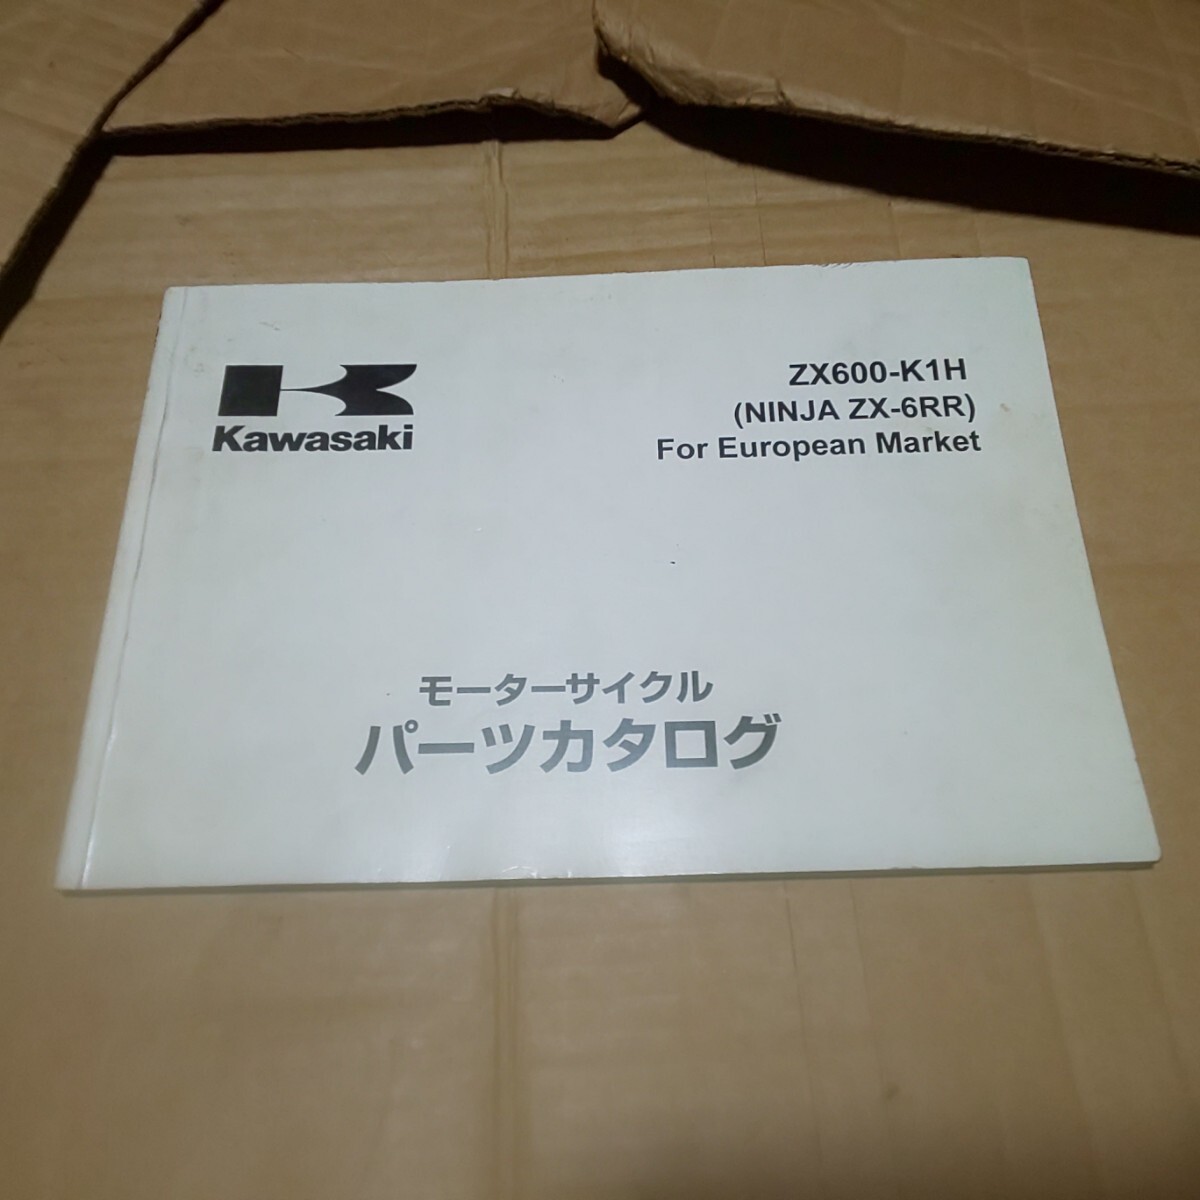 Kawasaki
ZX600-K1H
(NINJA ZX-6RR)
For European Market
モーターサイクル
パーツカタログ